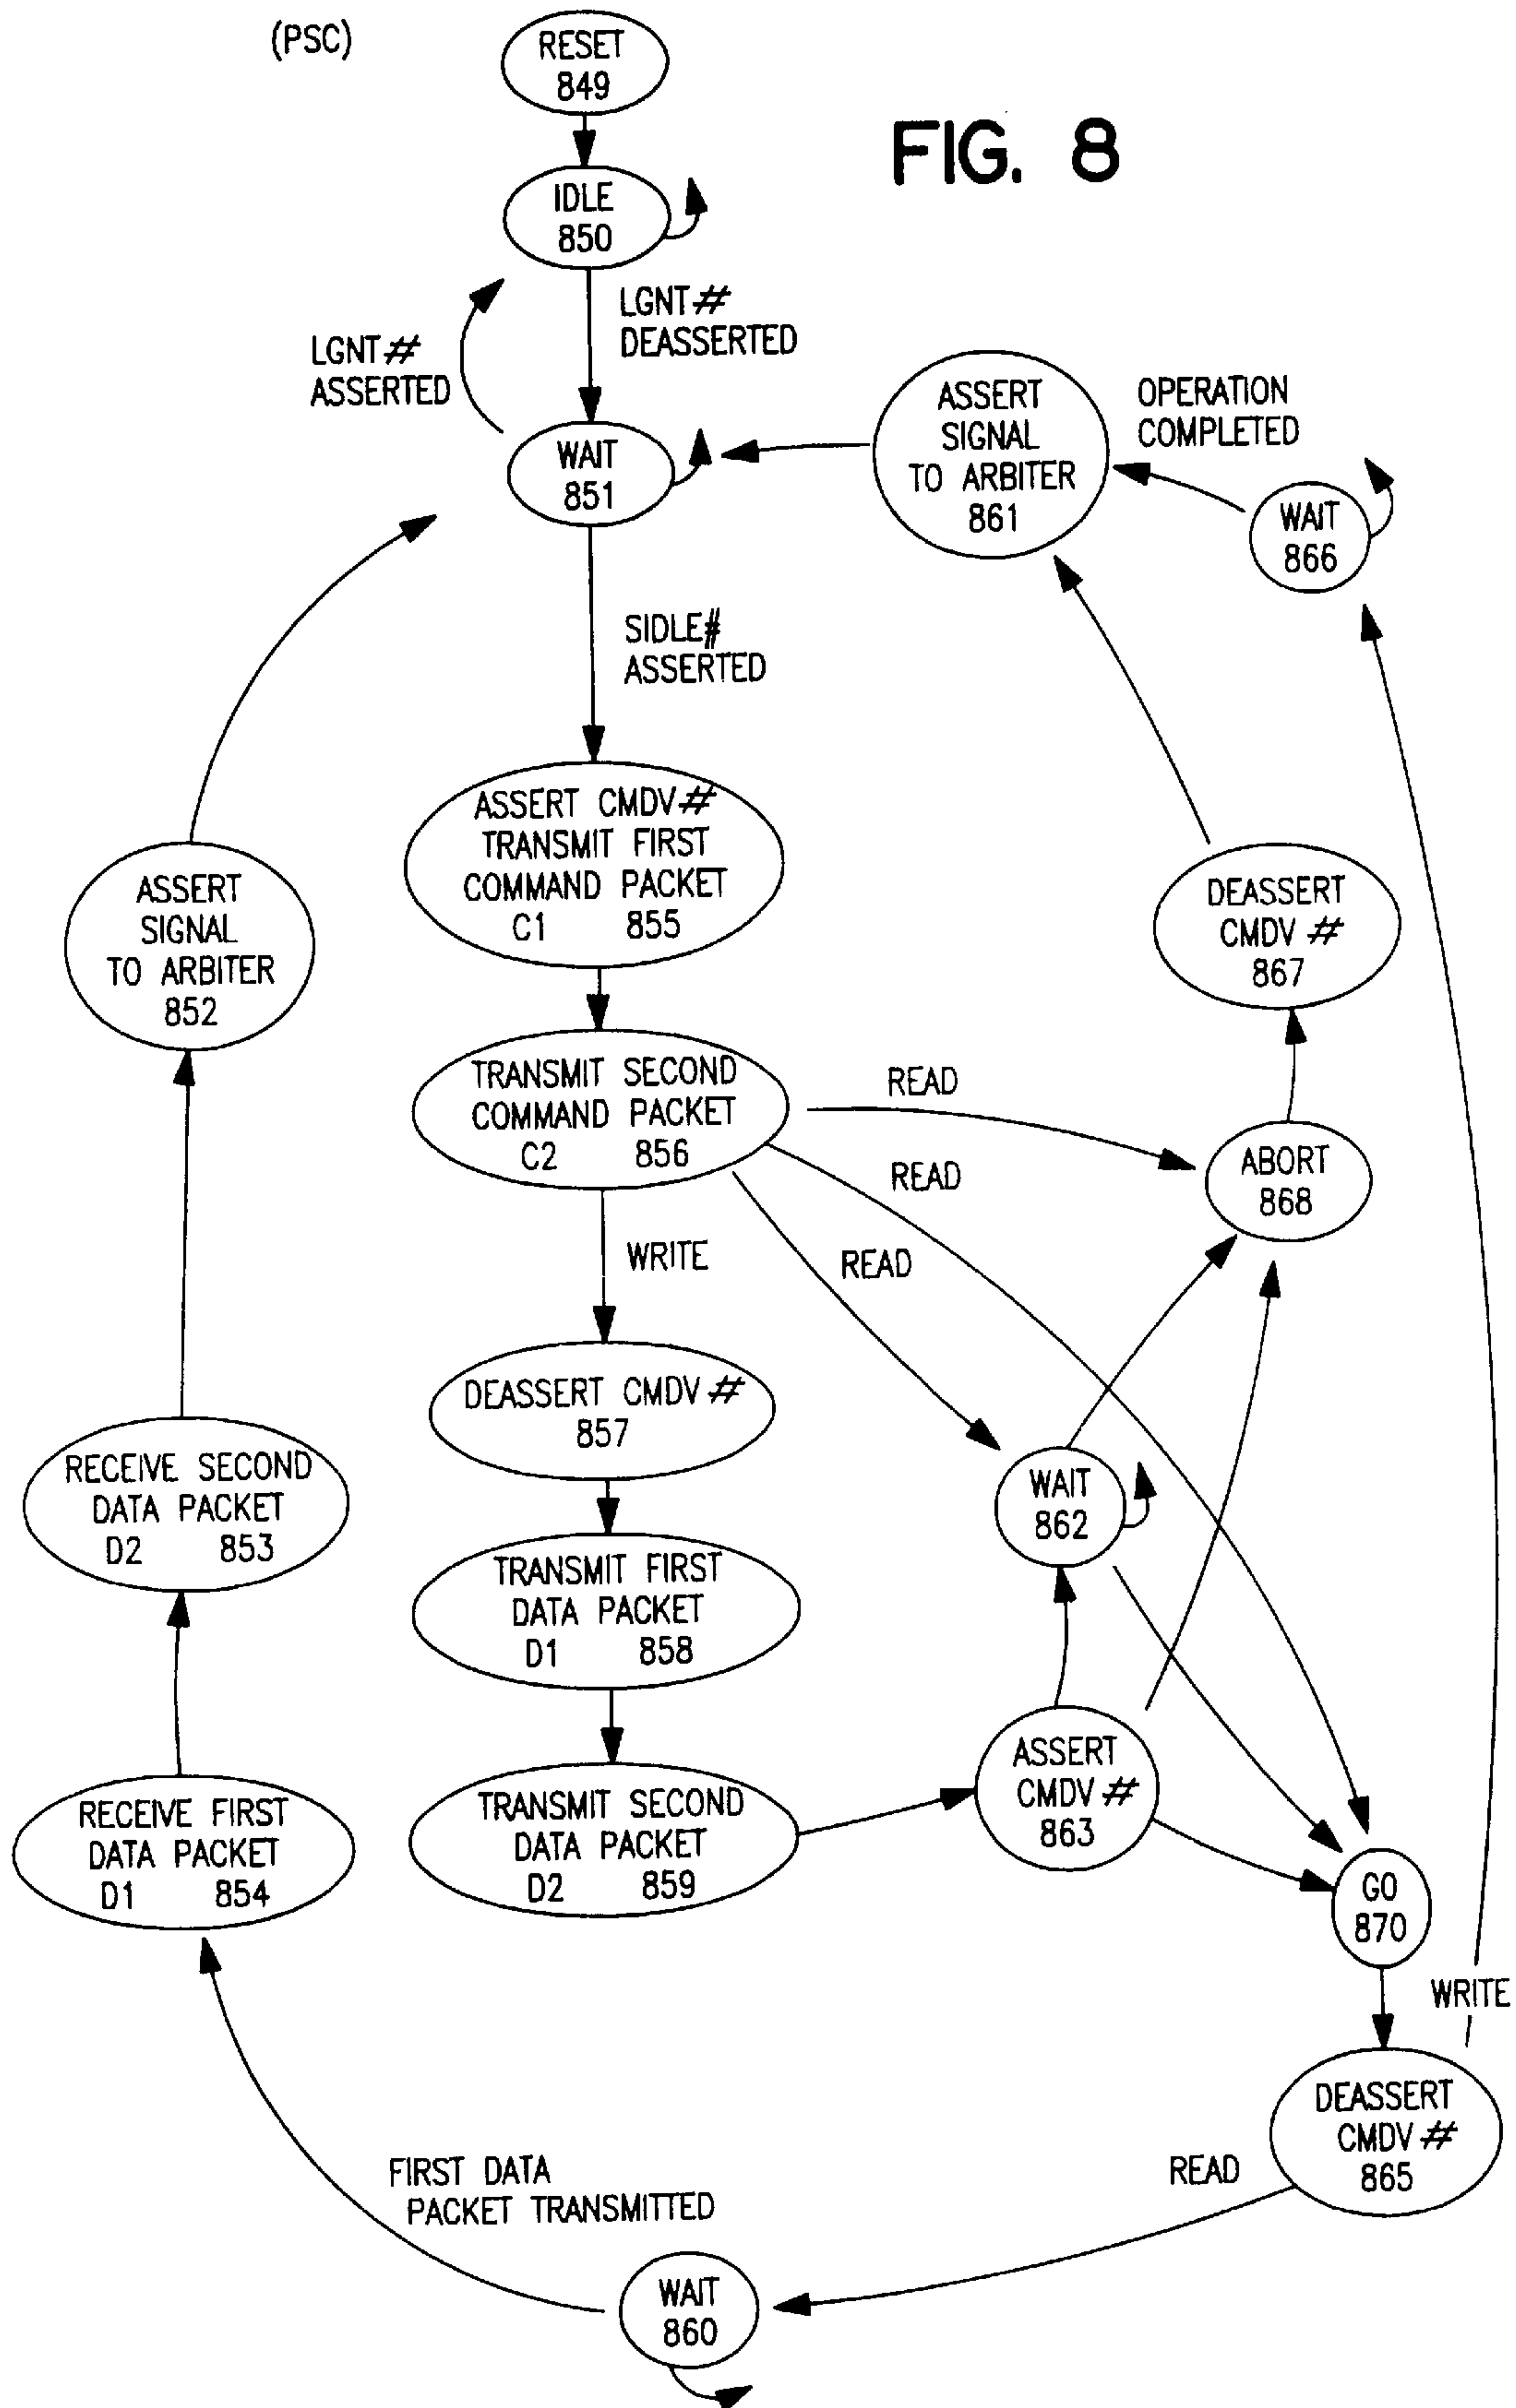 (PSC)
RESET
849
FIG. 8
IDLE
850
LGNT#
DEASSERTED
LGNT#
ASSERTED
WAIT
851
ASSERT
SIGNAL
TO ARBITER
861
OPERATION
COMPLETED
WAIT
866
SIDLE#
ASSERTED
ASSERT CMDV#
TRANSMIT FIRST
COMMAND PACKET
C1 855
ASSERT
SIGNAL
TO ARBITER
852
DEASSERT
CMDV #
867
TRANSMIT SECOND
COMMAND PACKET
C2 856
READ
READ
READ
ABORT
868
WRITE
DEASSERT CMDV #
857
RECEIVE SECOND
DATA PACKET
D2 853
WAIT
862
TRANSMIT FIRST
DATA PACKET
D1 858
ASSERT
CMDV #
863
RECEIVE FIRST
DATA PACKET
D1 854
TRANSMIT SECOND
DATA PACKET
D2 859
GO
870
WRITE
DEASSERT
CMDV #
865
READ
FIRST DATA
PACKET TRANSMITTED
WAIT
860